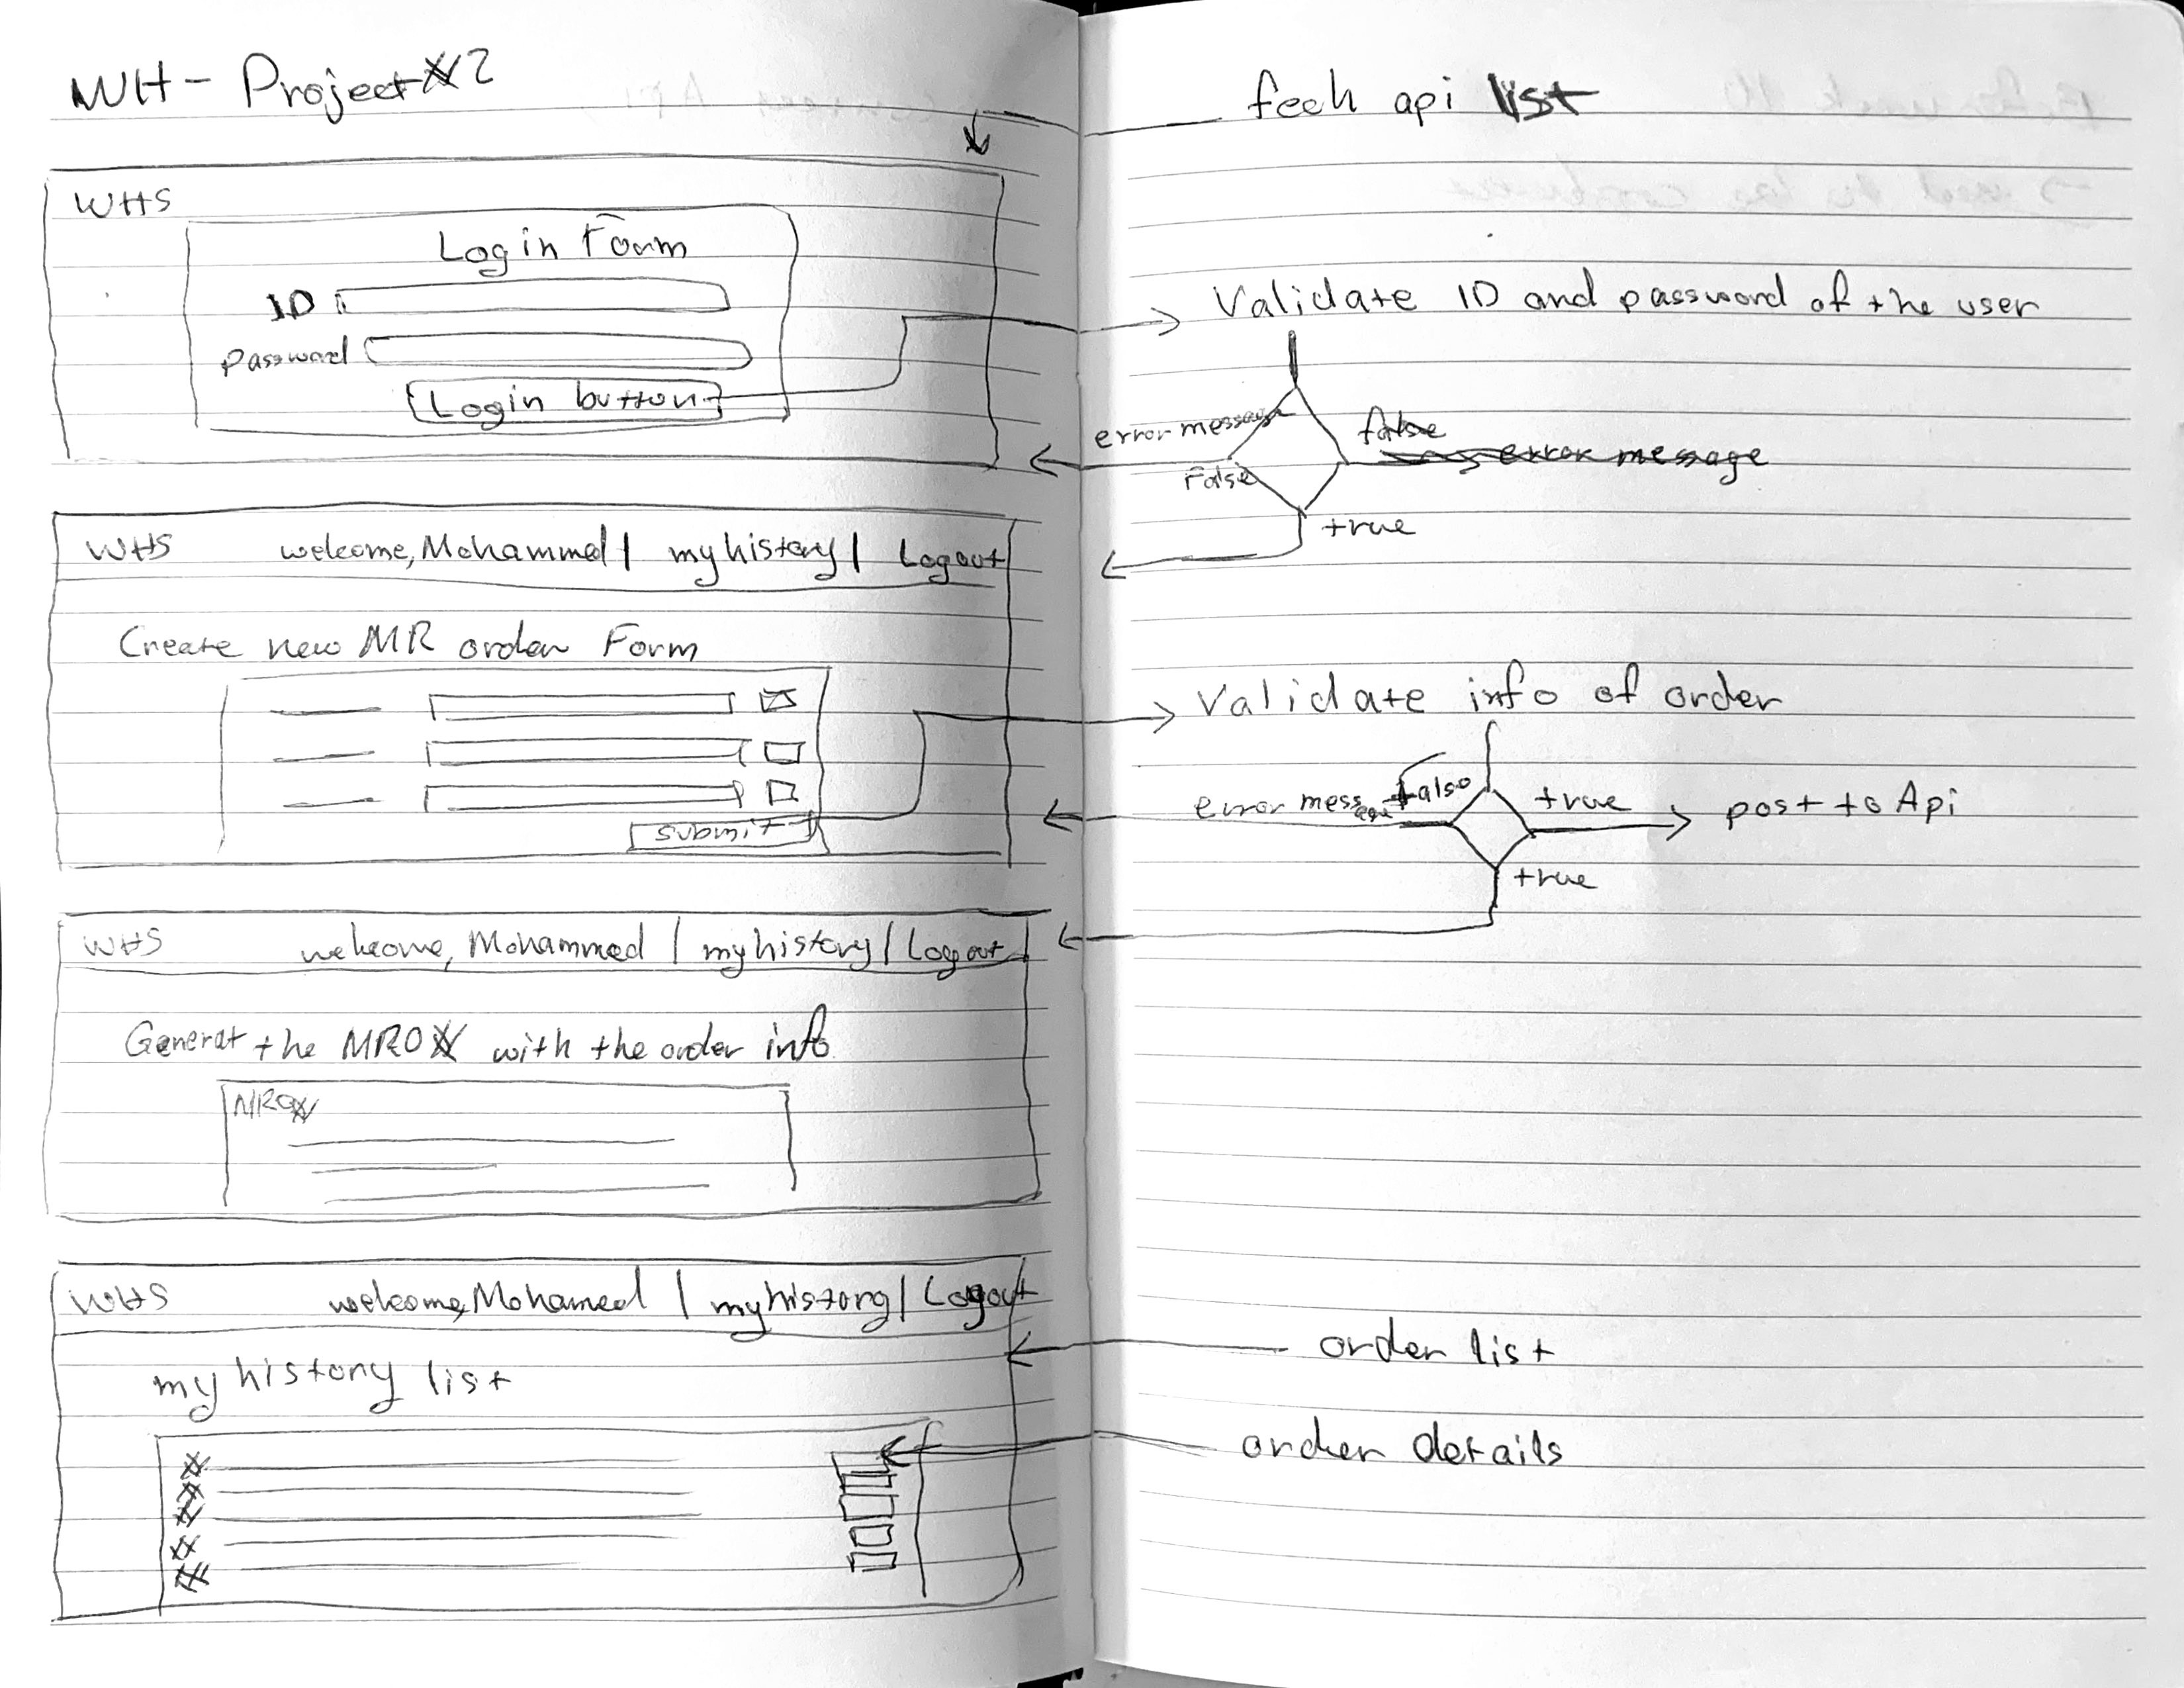 WH- Project #2
WHS
Login Form
ID
Password
Login button
WHS welcome, Mohammed | my history | Logout
Create new MR order Form
submit
WHS welcome, Mohammed | my history | Logout
Generat the MRO# with the order info
MRO#
WHS welcome, Mohamed | my history | Logout
my history list
#
#
#
#
#
fech api list
Validate ID and password of the user
error message
false
error message
False
true
Validate info of order
error message
false
true
post to Api
true
order list
order details